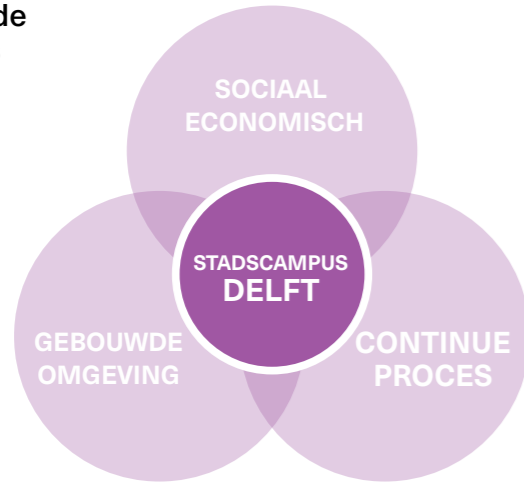 de
SOCIAAL
ECONOMISCH
STADSCAMPUS
DELFT
GEBOUWDE
OMGEVING
CONTINUE
PROCES